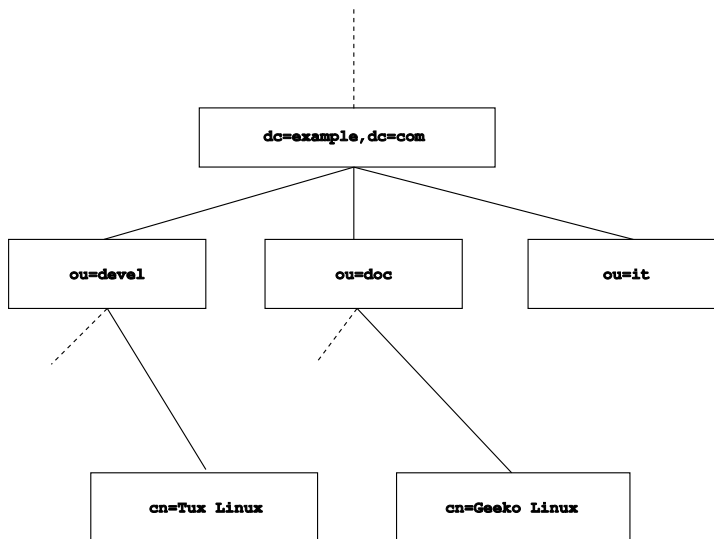 dc=example,dc=com
ou=devel
ou=doc
ou=it
cn=Tux Linux
cn=Geeko Linux